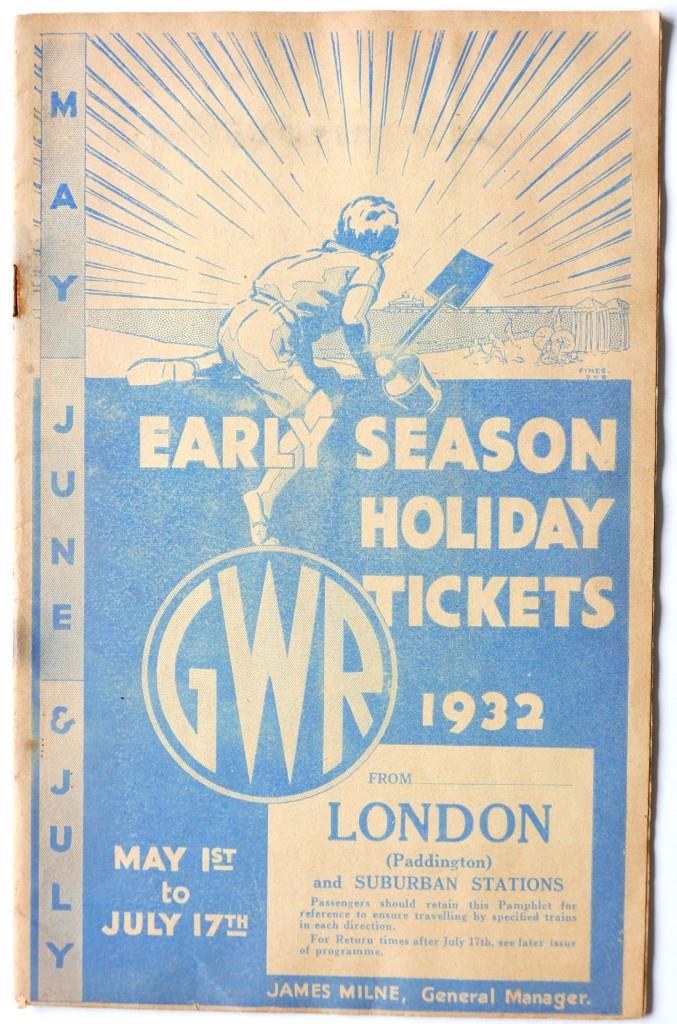 MAY JUNE & JULY
FINES.
EARLY SEASON
HOLIDAY
TICKETS
GWR
1932
FROM
LONDON
(Paddington)
and SUBURBAN STATIONS
Passengers should retain this Pamphlet for
reference to ensure travelling by specified trains
in each direction.
For Return times after July 17th, see later issue
of programme.
MAY 1ST
to
JULY 17TH
JAMES MILNE, General Manager.